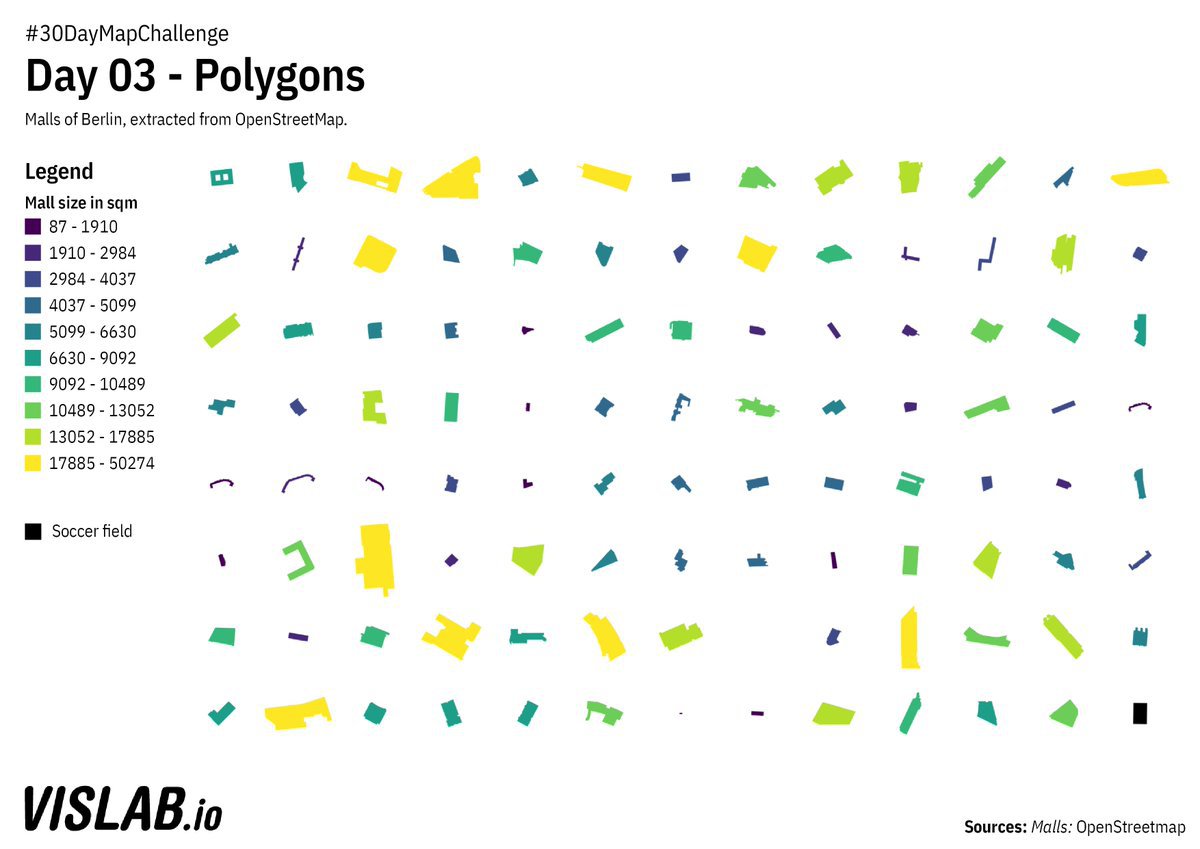 #30DayMapChallenge
Day 03 - Polygons
Malls of Berlin, extracted from OpenStreetMap.
Legend
Mall size in sqm
87 - 1910
1910 - 2984
2984 - 4037
4037 - 5099
5099 - 6630
6630 - 9092
9092 - 10489
10489 - 13052
13052 - 17885
17885 - 50274
Soccer field
VISLAB.io
Sources: Malls: OpenStreetmap